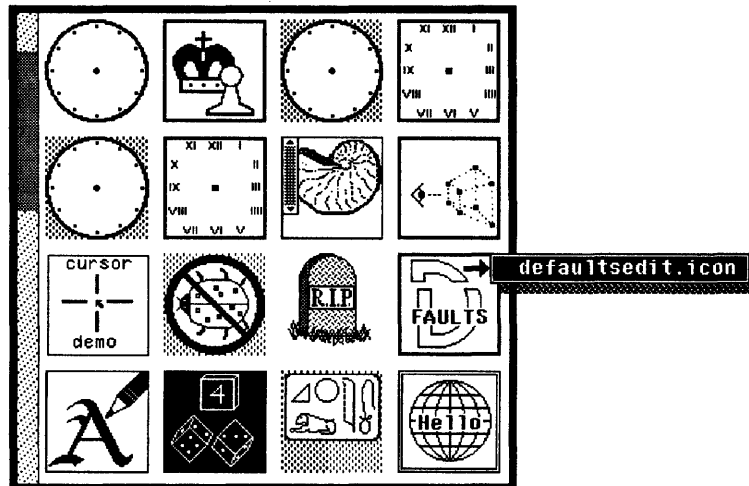 XI XII I
X II
IX III
VIII IIII
VII VI V
XI XII I
X II
IX III
VIII IIII
VII VI V
cursor
demo
R.I.P.
defaultsedit.icon
FAULTS
A
4
Hello